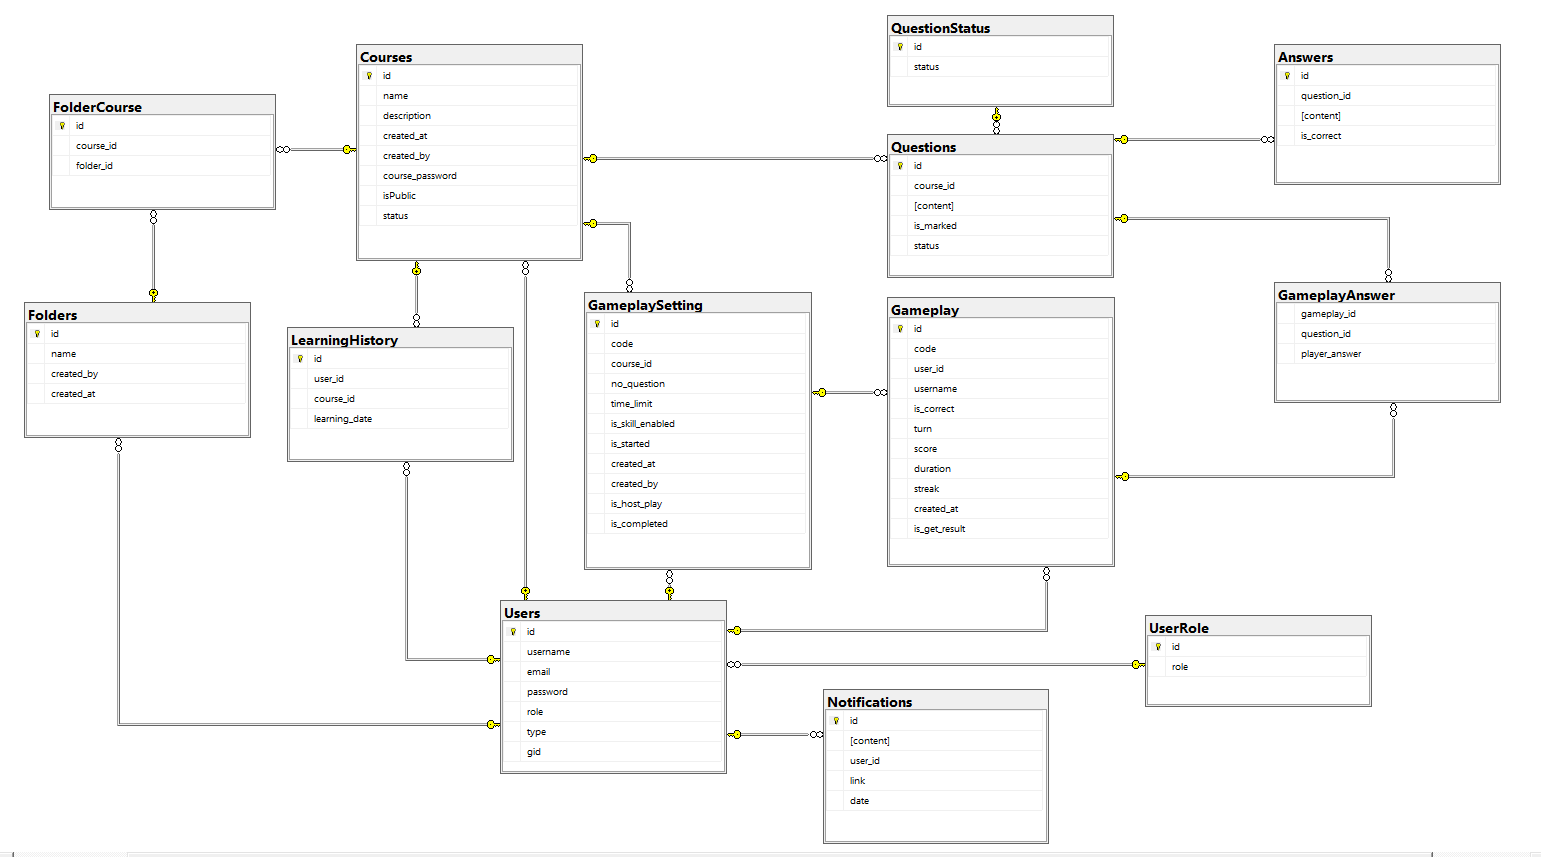 QuestionStatus
id
status
Courses
id
name
description
created_at
created_by
course_password
isPublic
status
Answers
id
question_id
[content]
is_correct
FolderCourse
id
course_id
folder_id
Questions
id
course_id
[content]
is_marked
status
GameplayAnswer
gameplay_id
question_id
player_answer
GameplaySetting
id
code
course_id
no_question
time_limit
is_skill_enabled
is_started
created_at
created_by
is_host_play
is_completed
Gameplay
id
code
user_id
username
is_correct
turn
score
duration
streak
created_at
is_get_result
Folders
id
name
created_by
created_at
LearningHistory
id
user_id
course_id
learning_date
Users
id
username
email
password
role
type
gid
UserRole
id
role
Notifications
id
[content]
user_id
link
date